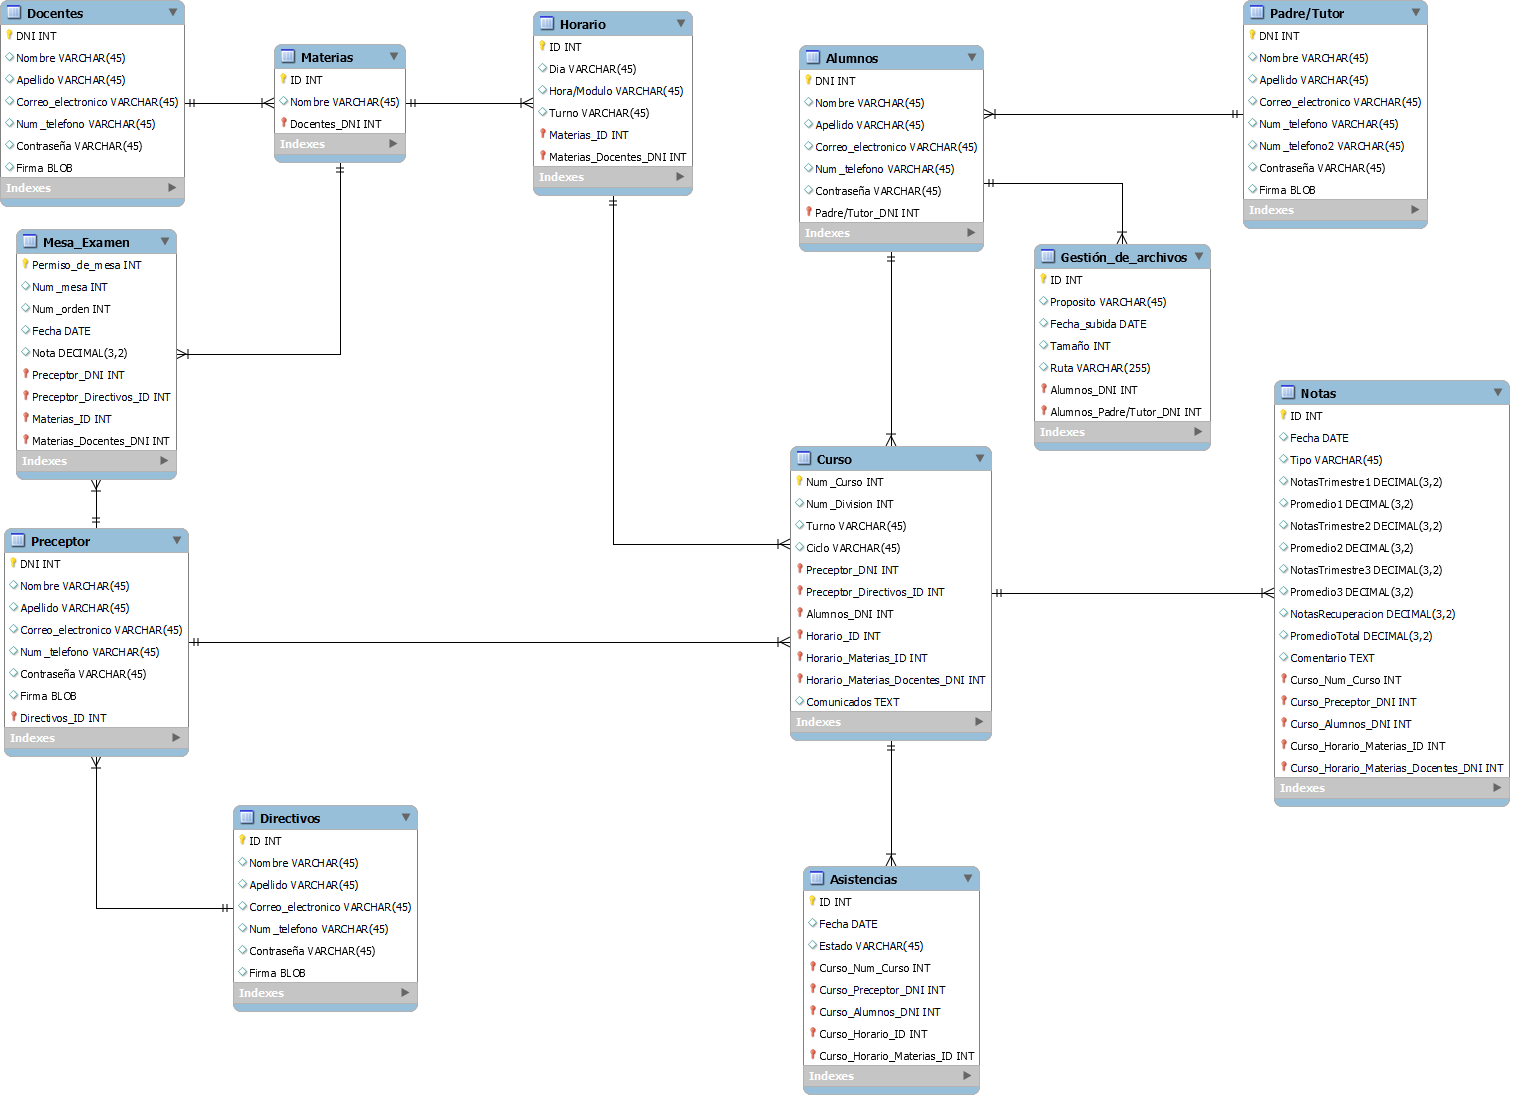 Docentes
DNI INT
Nombre VARCHAR(45)
Apellido VARCHAR(45)
Correo_electronico VARCHAR(45)
Num_telefono VARCHAR(45)
Contraseña VARCHAR(45)
Firma BLOB
Indexes
Materias
ID INT
Nombre VARCHAR(45)
Docentes_DNI INT
Indexes
Horario
ID INT
Dia VARCHAR(45)
Hora/Modulo VARCHAR(45)
Turno VARCHAR(45)
Materias_ID INT
Materias_Docentes_DNI INT
Indexes
Alumnos
DNI INT
Nombre VARCHAR(45)
Apellido VARCHAR(45)
Correo_electronico VARCHAR(45)
Num_telefono VARCHAR(45)
Contraseña VARCHAR(45)
Padre/Tutor_DNI INT
Indexes
Padre/Tutor
DNI INT
Nombre VARCHAR(45)
Apellido VARCHAR(45)
Correo_electronico VARCHAR(45)
Num_telefono VARCHAR(45)
Num_telefono2 VARCHAR(45)
Contraseña VARCHAR(45)
Firma BLOB
Indexes
Mesa_Examen
Permiso_de_mesa INT
Num_mesa INT
Num_orden INT
Fecha DATE
Nota DECIMAL(3,2)
Preceptor_DNI INT
Preceptor_Directivos_ID INT
Materias_ID INT
Materias_Docentes_DNI INT
Indexes
Gestión_de_archivos
ID INT
Proposito VARCHAR(45)
Fecha_subida DATE
Tamaño INT
Ruta VARCHAR(255)
Alumnos_DNI INT
Alumnos_Padre/Tutor_DNI INT
Indexes
Notas
ID INT
Fecha DATE
Tipo VARCHAR(45)
NotasTrimestre1 DECIMAL(3,2)
Promedio1 DECIMAL(3,2)
NotasTrimestre2 DECIMAL(3,2)
Promedio2 DECIMAL(3,2)
NotasTrimestre3 DECIMAL(3,2)
Promedio3 DECIMAL(3,2)
NotasRecuperacion DECIMAL(3,2)
PromedioTotal DECIMAL(3,2)
Comentario TEXT
Curso_Num_Curso INT
Curso_Preceptor_DNI INT
Curso_Alumnos_DNI INT
Curso_Horario_Materias_ID INT
Curso_Horario_Materias_Docentes_DNI INT
Indexes
Curso
Num_Curso INT
Num_Division INT
Turno VARCHAR(45)
Ciclo VARCHAR(45)
Preceptor_DNI INT
Preceptor_Directivos_ID INT
Alumnos_DNI INT
Horario_ID INT
Horario_Materias_ID INT
Horario_Materias_Docentes_DNI INT
Comunicados TEXT
Indexes
Preceptor
DNI INT
Nombre VARCHAR(45)
Apellido VARCHAR(45)
Correo_electronico VARCHAR(45)
Num_telefono VARCHAR(45)
Contraseña VARCHAR(45)
Firma BLOB
Directivos_ID INT
Indexes
Directivos
ID INT
Nombre VARCHAR(45)
Apellido VARCHAR(45)
Correo_electronico VARCHAR(45)
Num_telefono VARCHAR(45)
Contraseña VARCHAR(45)
Firma BLOB
Indexes
Asistencias
ID INT
Fecha DATE
Estado VARCHAR(45)
Curso_Num_Curso INT
Curso_Preceptor_DNI INT
Curso_Alumnos_DNI INT
Curso_Horario_ID INT
Curso_Horario_Materias_ID INT
Indexes